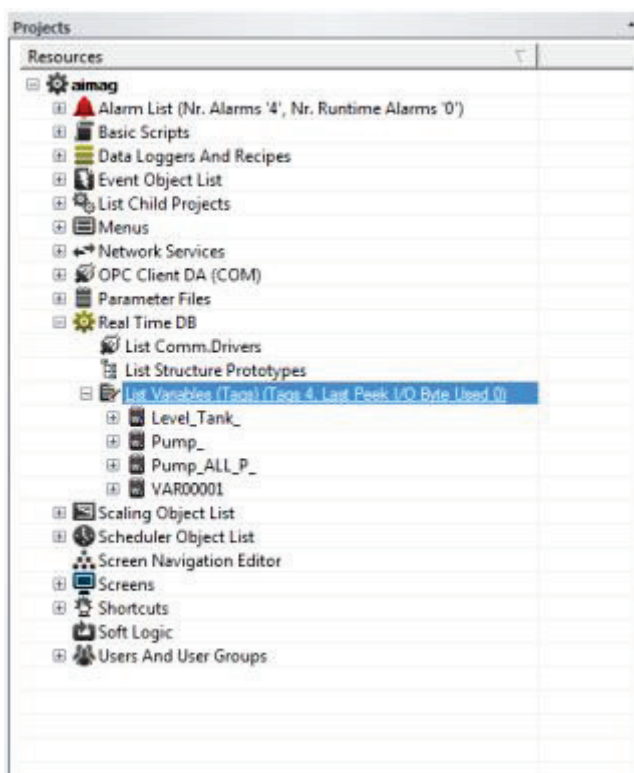 Projects
Resources
aimag
Alarm List (Nr. Alarms '4', Nr. Runtime Alarms '0')
Basic Scripts
Data Loggers And Recipes
Event Object List
List Child Projects
Menus
Network Services
OPC Client DA (COM)
Parameter Files
Real Time DB
List Comm.Drivers
List Structure Prototypes
List Variables (Tags) (Tags 4, Last Peek I/O Byte Used 0)
Level_Tank_
Pump_
Pump_ALL_P_
VAR00001
Scaling Object List
Scheduler Object List
Screen Navigation Editor
Screens
Shortcuts
Soft Logic
Users And User Groups